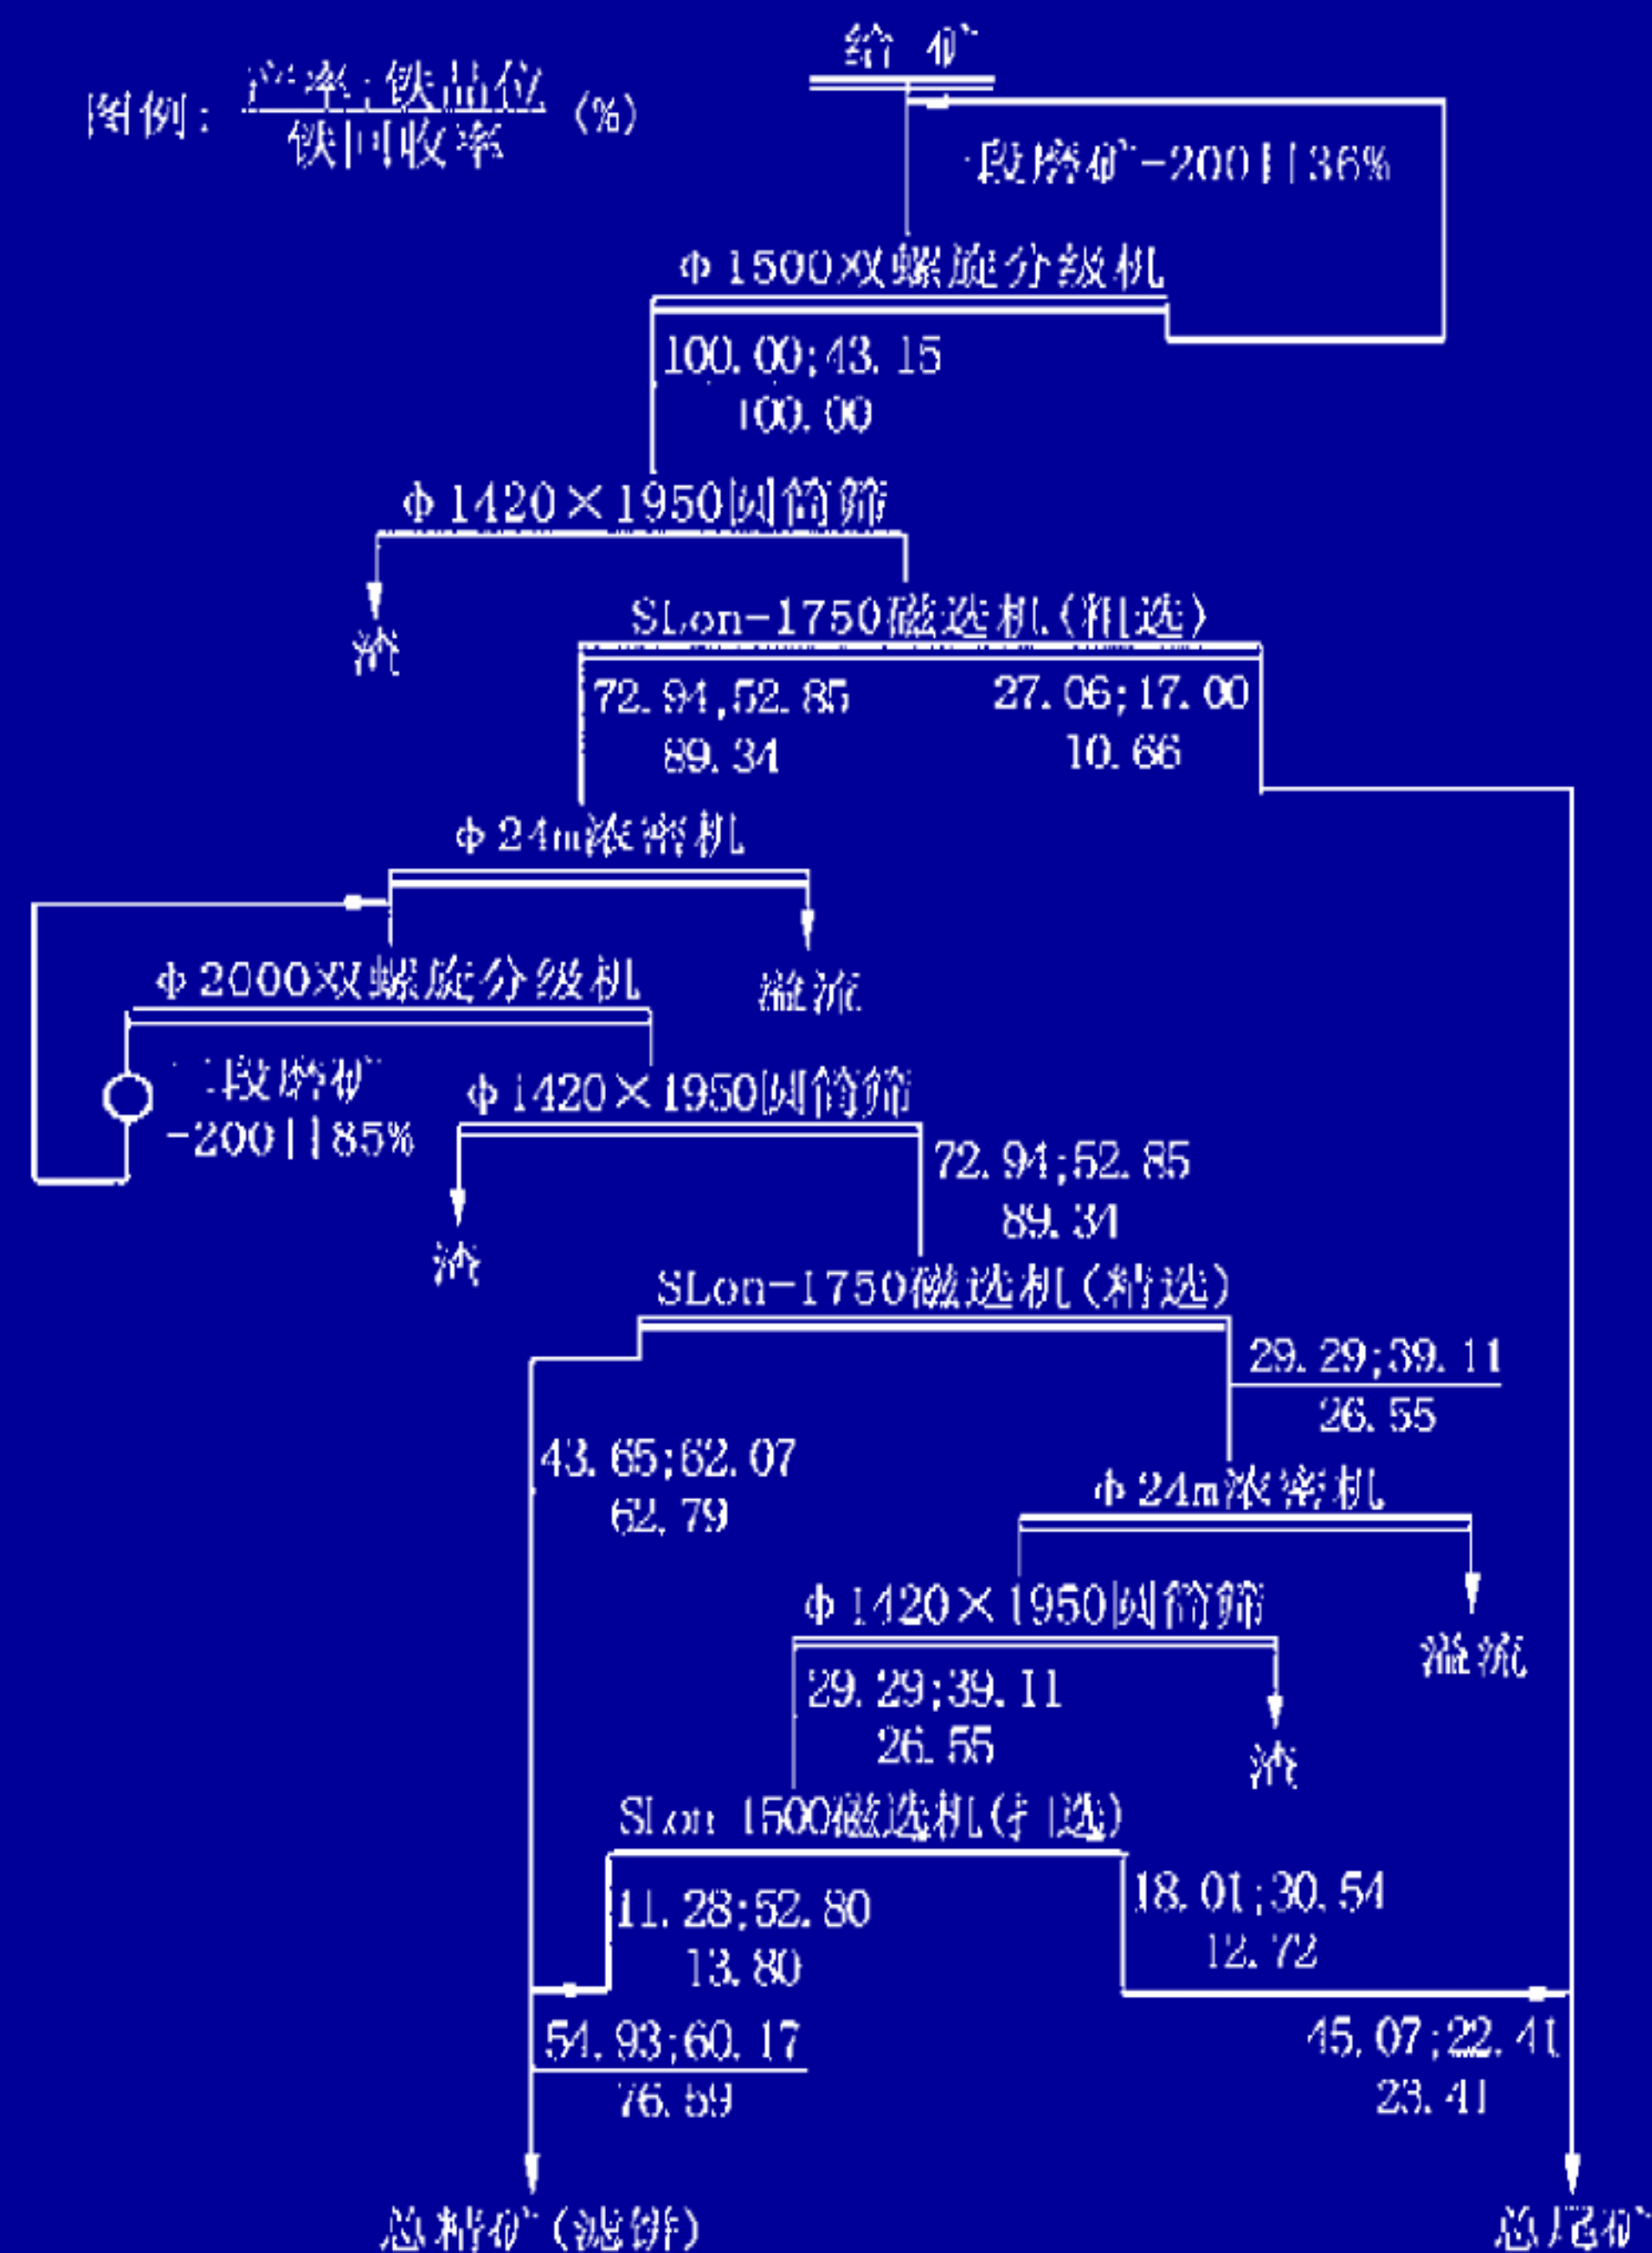 给 矿
图例: 产率;铁品位 (%)
铁回收率
一段磨矿-200目36%
Φ1500双螺旋分级机
100.00;43.15
100.00
Φ1420×1950圆筒筛
渣
SLon-1750磁选机(粗选)
72.94,52.85
89.34
27.06;17.00
10.66
Φ24m浓密机
溢流
Φ2000双螺旋分级机
二段磨矿
-200目85%
Φ1420×1950圆筒筛
渣
72.94;52.85
89.34
SLon-1750磁选机(精选)
29.29;39.11
26.55
43.65;62.07
62.79
Φ24m浓密机
溢流
Φ1420×1950圆筒筛
29.29;39.11
26.55
渣
SLon-1500磁选机(扫选)
11.28;52.80
13.80
18.01;30.54
12.72
54.93;60.17
76.59
45.07;22.41
23.41
总精矿(滤饼)
总尾矿